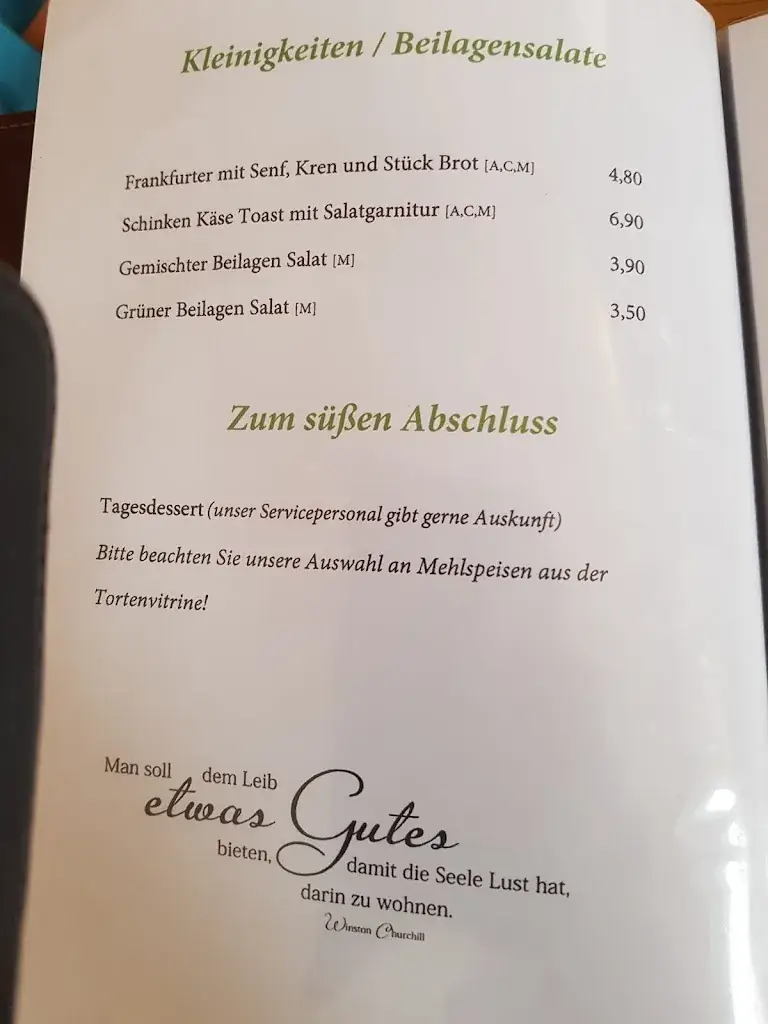 Kleinigkeiten / Beilagensalate
Frankfurter mit Senf, Kren und Stück Brot [A,C,M] 4,80
Schinken Käse Toast mit Salatgarnitur [A,C,M] 6,90
Gemischter Beilagen Salat [M] 3,90
Grüner Beilagen Salat [M] 3,50
Zum süßen Abschluss
Tagesdessert (unser Servicepersonal gibt gerne Auskunft)
Bitte beachten Sie unsere Auswahl an Mehlspeisen aus der
Tortenvitrine!
Man soll dem Leib
etwas Gutes
bieten, damit die Seele Lust hat,
darin zu wohnen.
Winston Churchill